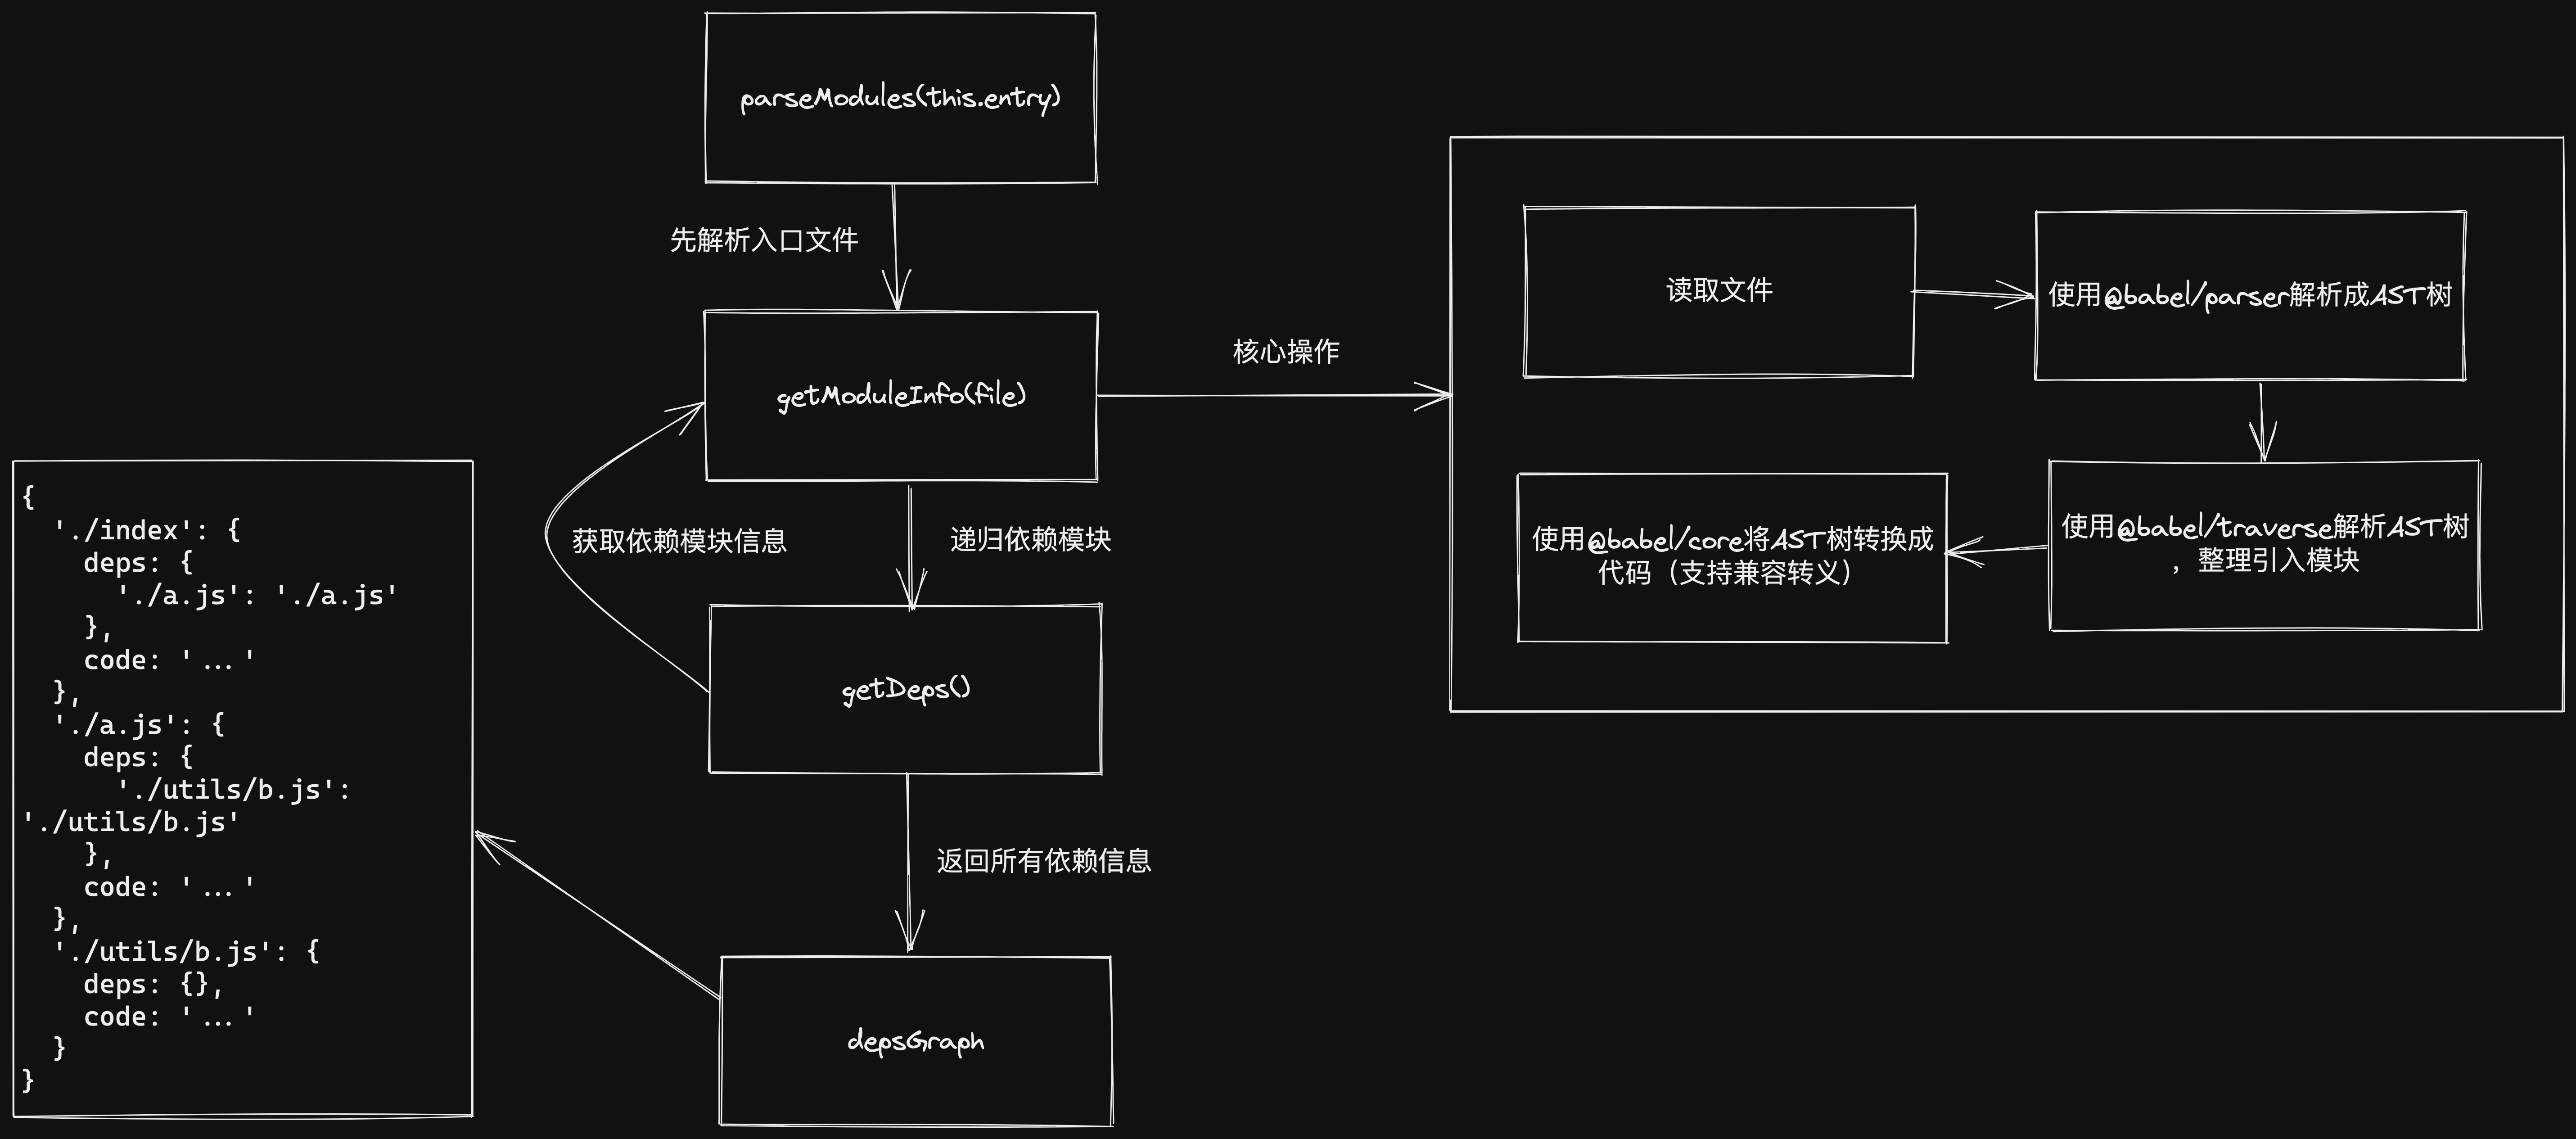 parseModules(this.entry)
先解析入口文件
getModuleInfo(file)
核心操作
读取文件
使用@babel/parser解析成AST树
使用@babel/traverse解析AST树
，整理引入模块
使用@babel/core将AST树转换成
代码（支持兼容转义）
获取依赖模块信息
递归依赖模块
getDeps()
返回所有依赖信息
depsGraph
{
  './index': {
    deps: {
      './a.js': './a.js'
    },
    code: '...'
  },
  './a.js': {
    deps: {
      './utils/b.js':
'./utils/b.js'
    },
    code: '...'
  },
  './utils/b.js': {
    deps: {},
    code: '...'
  }
}